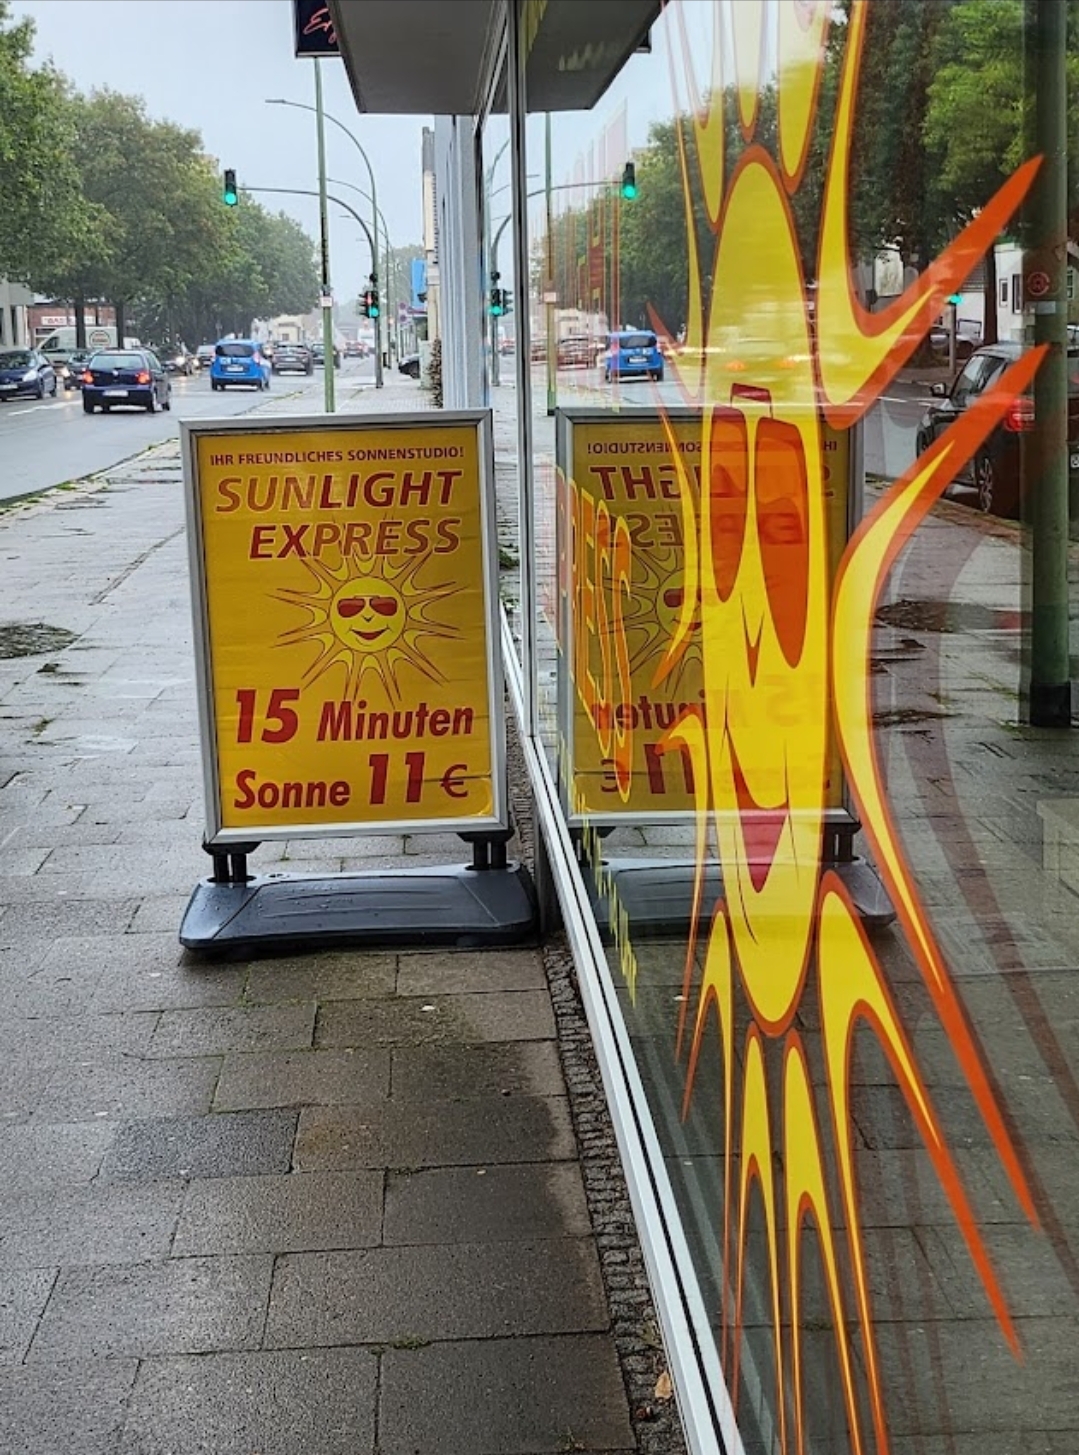 IHR FREUNDLICHES SONNENSTUDIO!
SUNLIGHT
EXPRESS
15 Minuten
Sonne 11 €